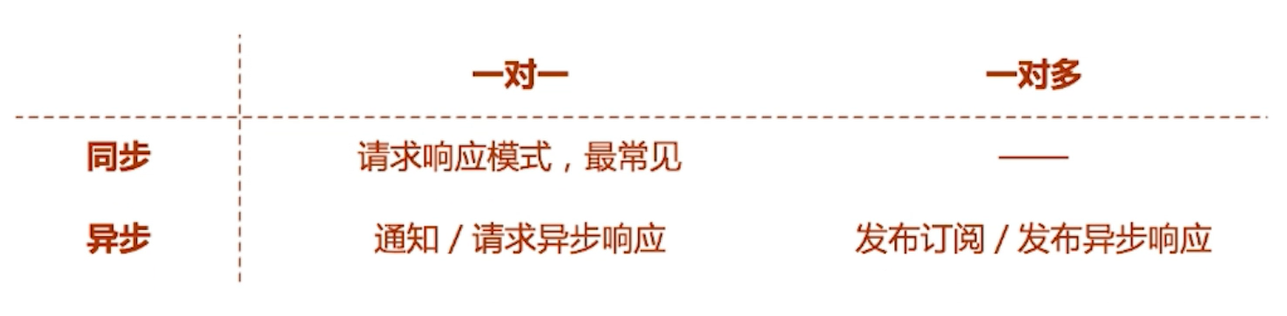 一对一 一对多
同步 请求响应模式，最常见 ——
异步 通知 / 请求异步响应 发布订阅 / 发布异步响应